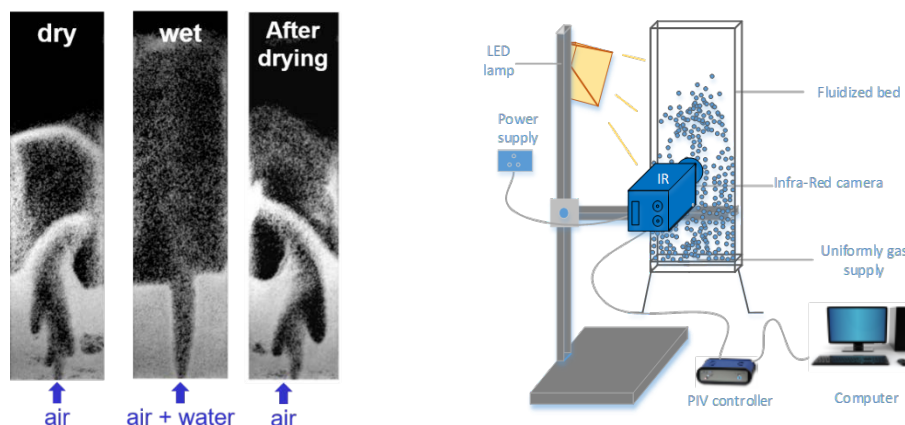 dry
wet
After
drying
air
air + water
air
LED
lamp
Power
supply
IR
Fluidized bed
Infra-Red camera
Uniformly gas
supply
PIV controller
Computer